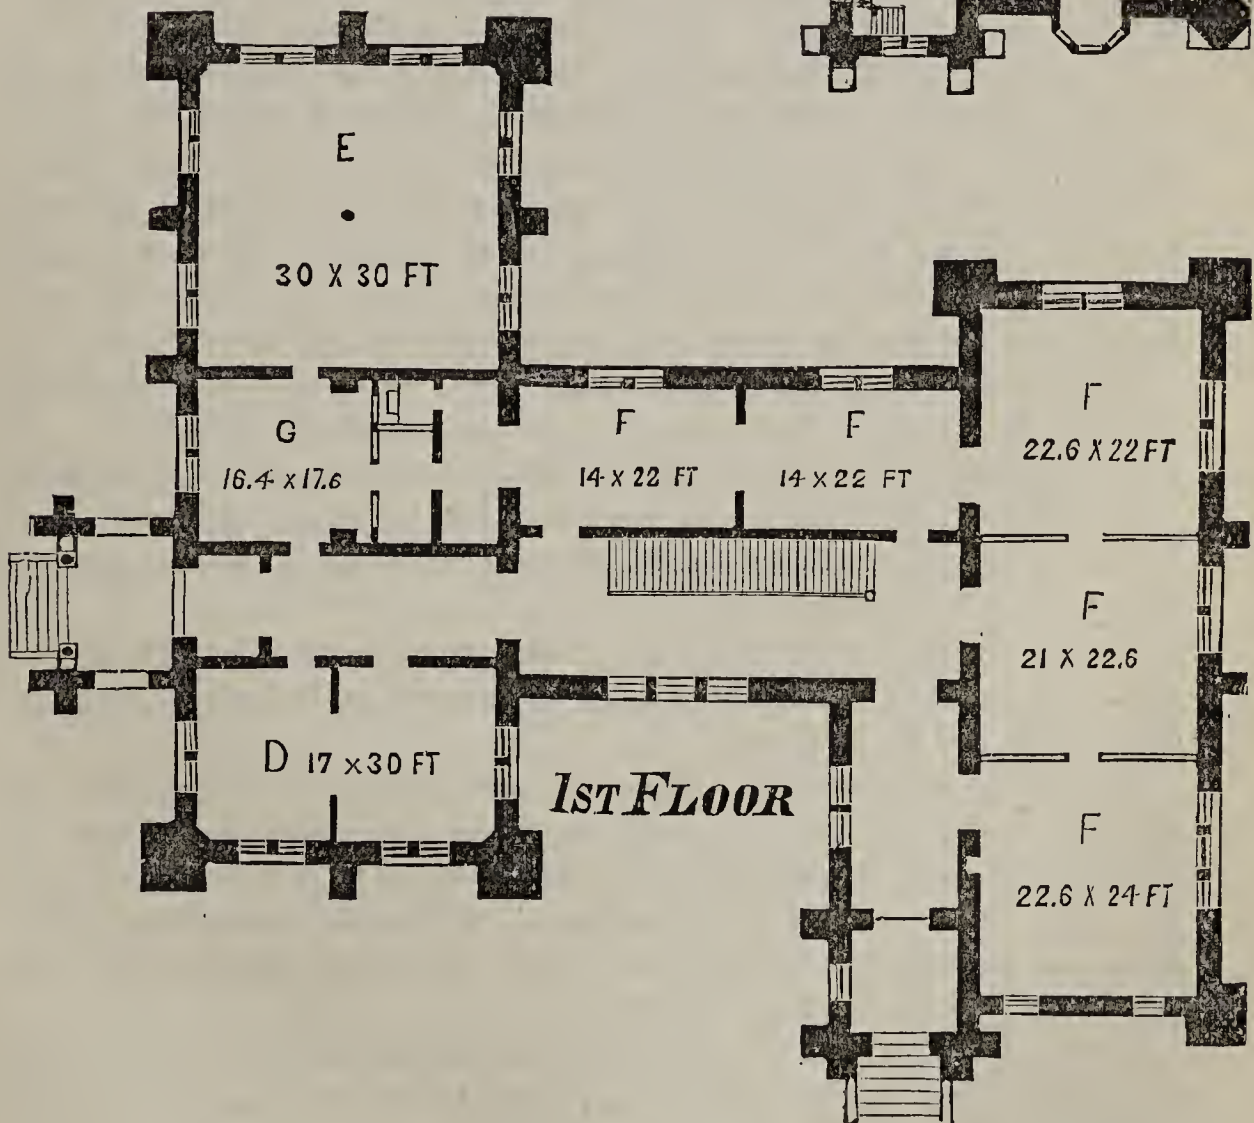 E
30 X 30 FT
G
16.4 X 17.6
F
14 X 22 FT
F
14 X 22 FT
F
22.6 X 22 FT
F
21 X 22.6
D 17 X 30 FT
1ST FLOOR
F
22.6 X 24 FT